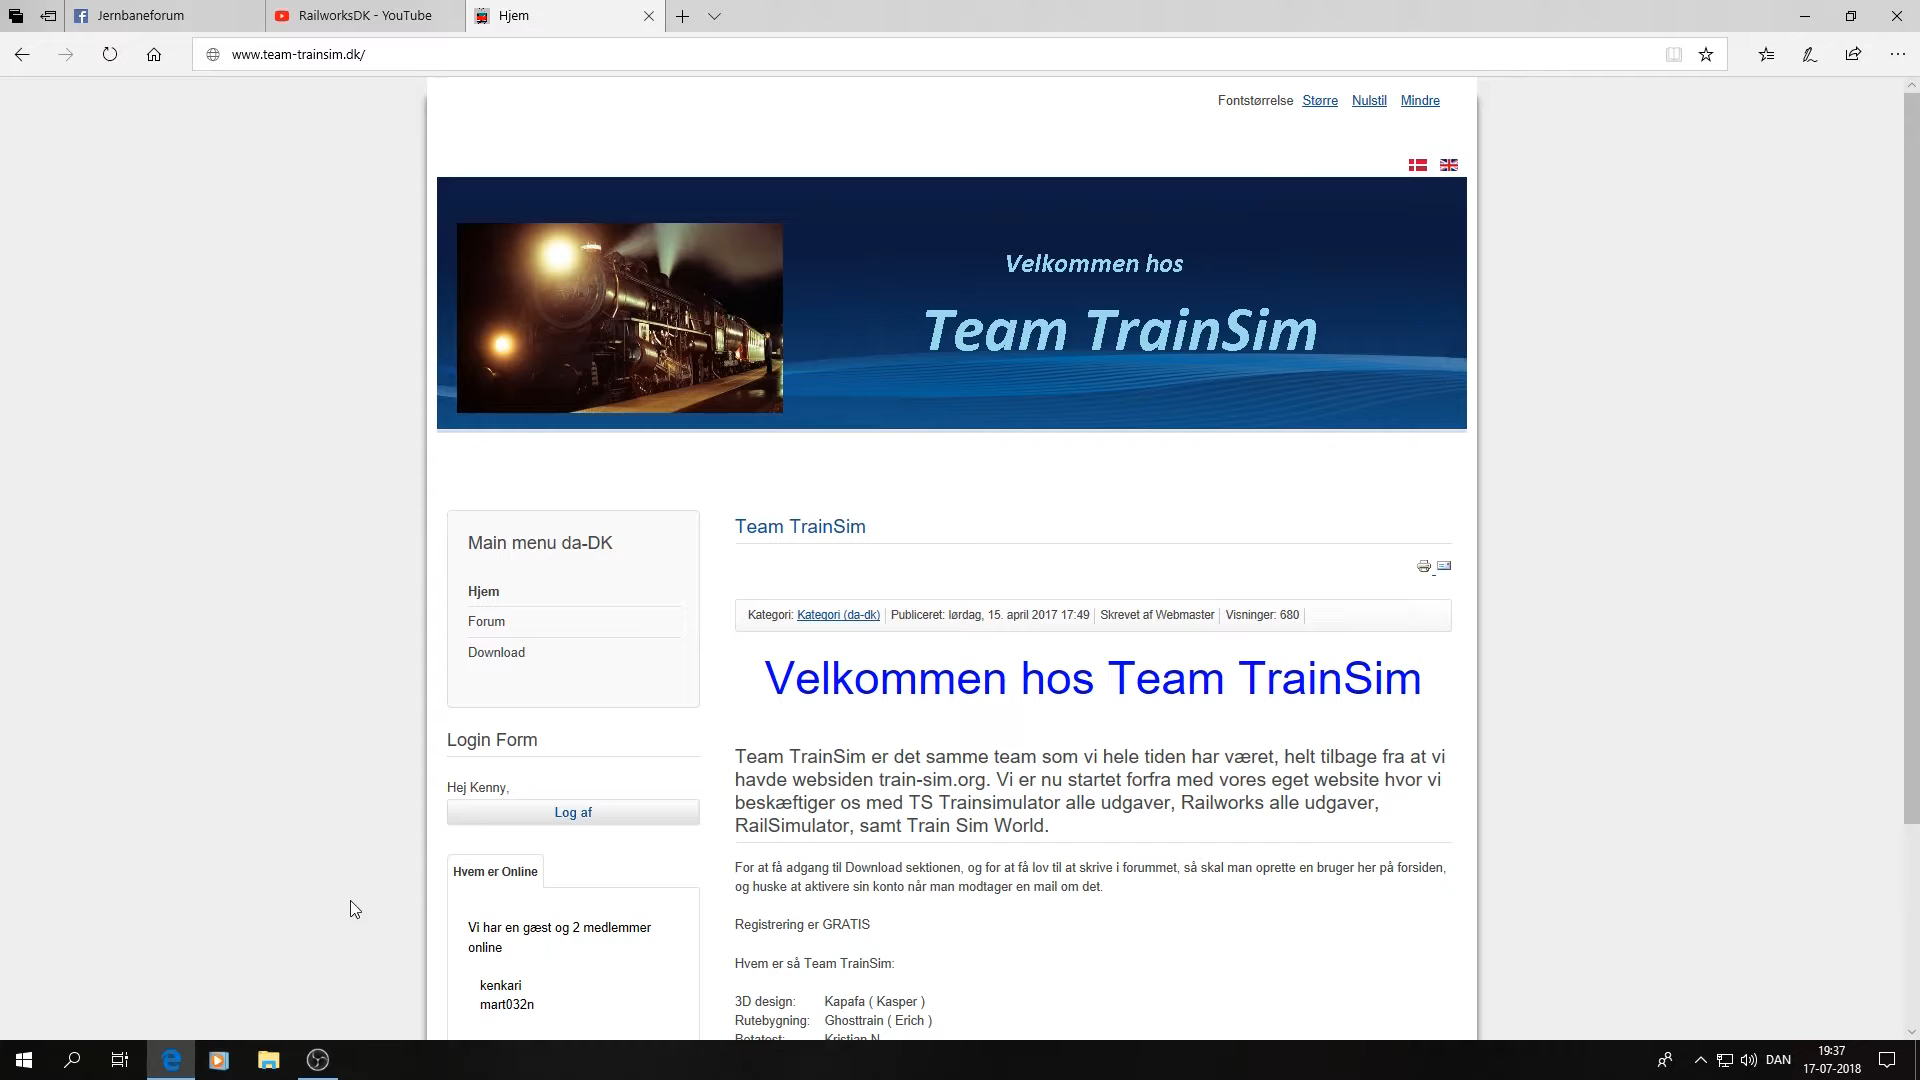 Jernbaneforum
RailworksDK - YouTube
Hjem
www.team-trainsim.dk/
Fontstørrelse Større Nulstil Mindre
Velkommen hos
Team TrainSim
Main menu da-DK
Hjem
Forum
Download
Login Form
Hej Kenny,
Log af
Hvem er Online
Vi har en gæst og 2 medlemmer
online
kenkari
mart032n
Team TrainSim
Kategori: Kategori (da-dk) Publiceret: lørdag, 15. april 2017 17:49 Skrevet af Webmaster Visninger: 680
Velkommen hos Team TrainSim
Team TrainSim er det samme team som vi hele tiden har været, helt tilbage fra at vi
havde websiden train-sim.org. Vi er nu startet forfra med vores eget website hvor vi
beskæftiger os med TS Trainsimulator alle udgaver, Railworks alle udgaver,
RailSimulator, samt Train Sim World.
For at få adgang til Download sektionen, og for at få lov til at skrive i forummet, så skal man oprette en bruger her på forsiden,
og huske at aktivere sin konto når man modtager en mail om det.
Registrering er GRATIS
Hvem er så Team TrainSim:
3D design: Kapafa ( Kasper )
Rutebygning: Ghosttrain ( Erich )
Betatest: Kristian N
DAN
19:37
17-07-2018